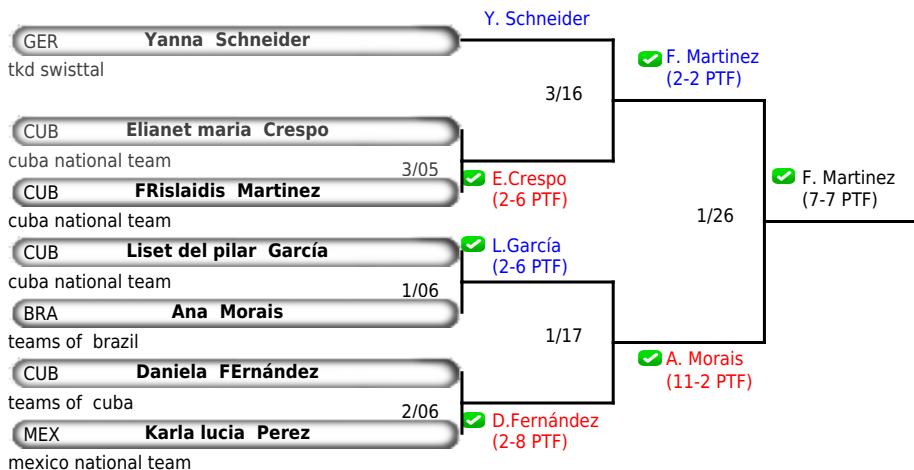 Y. Schneider
GER Yanna Schneider
tkd swisttal
F. Martinez
(2-2 PTF)
3/16
CUB Elianet maria Crespo
cuba national team
3/05
E.Crespo
(2-6 PTF)
CUB FRislaidis Martinez
cuba national team
F. Martinez
(7-7 PTF)
1/26
CUB Liset del pilar García
cuba national team
L.García
(2-6 PTF)
1/06
BRA Ana Morais
teams of brazil
1/17
A. Morais
(11-2 PTF)
CUB Daniela FErnández
teams of cuba
2/06
D.Fernández
(2-8 PTF)
MEX Karla lucia Perez
mexico national team